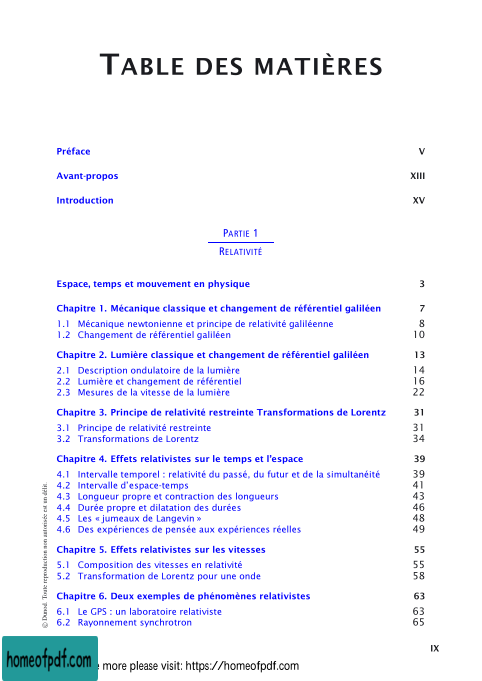 TABLE DES MATIÈRES
Préface V
Avant-propos XIII
Introduction XV
PARTIE 1
RELATIVITÉ
Espace, temps et mouvement en physique 3
Chapitre 1. Mécanique classique et changement de référentiel galiléen 7
1.1 Mécanique newtonienne et principe de relativité galiléenne 8
1.2 Changement de référentiel galiléen 10
Chapitre 2. Lumière classique et changement de référentiel galiléen 13
2.1 Description ondulatoire de la lumière 14
2.2 Lumière et changement de référentiel 16
2.3 Mesures de la vitesse de la lumière 22
Chapitre 3. Principe de relativité restreinte Transformations de Lorentz 31
3.1 Principe de relativité restreinte 31
3.2 Transformations de Lorentz 34
Chapitre 4. Effets relativistes sur le temps et l'espace 39
4.1 Intervalle temporel : relativité du passé, du futur et de la simultanéité 39
4.2 Intervalle d'espace-temps 41
4.3 Longueur propre et contraction des longueurs 43
4.4 Durée propre et dilatation des durées 46
4.5 Les « jumeaux de Langevin » 48
4.6 Des expériences de pensée aux expériences réelles 49
Chapitre 5. Effets relativistes sur les vitesses 55
5.1 Composition des vitesses en relativité 55
5.2 Transformation de Lorentz pour une onde 58
Chapitre 6. Deux exemples de phénomènes relativistes 63
6.1 Le GPS : un laboratoire relativiste 63
6.2 Rayonnement synchrotron 65
© Dunod. Toute reproduction non autorisée est un délit.
IX
homeofpdf.com
more please visit: https://homeofpdf.com